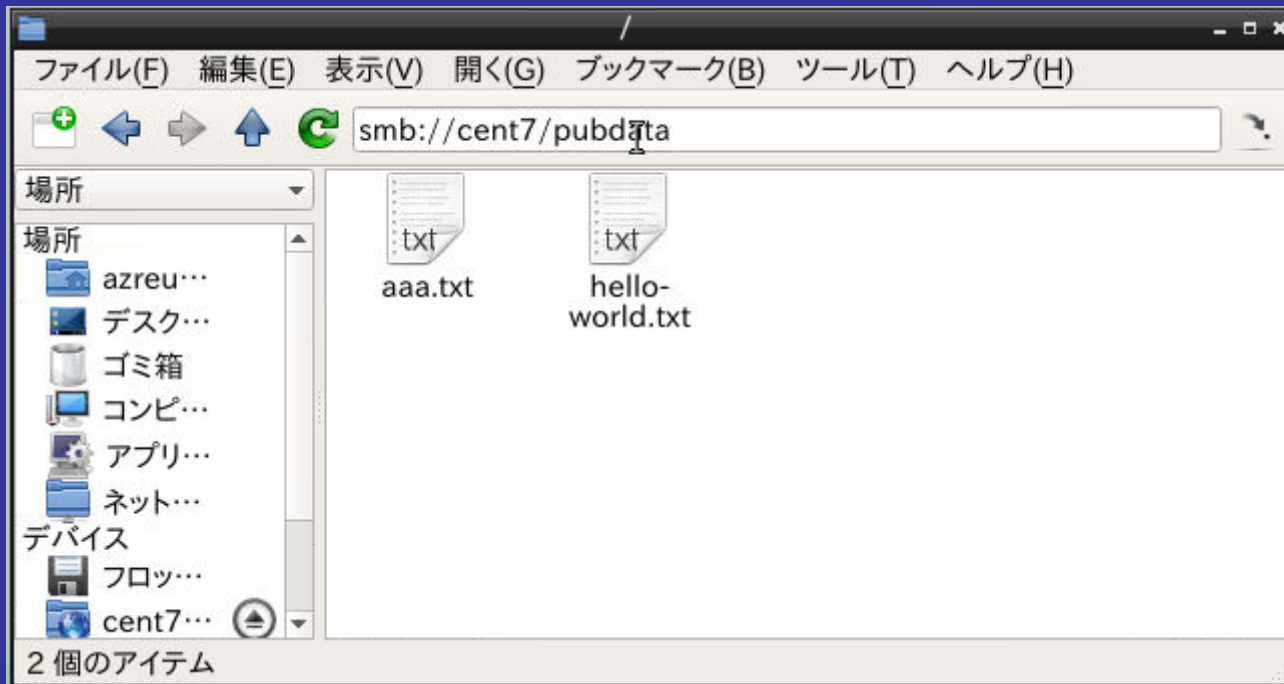 /
ファイル(F) 編集(E) 表示(V) 開く(G) ブックマーク(B) ツール(T) ヘルプ(H)
smb://cent7/pubdata
場所
場所
azreu…
デスク…
ゴミ箱
コンピ…
アプリ…
ネット…
デバイス
フロッ…
cent7…
txt
aaa.txt
txt
hello-
world.txt
2 個のアイテム